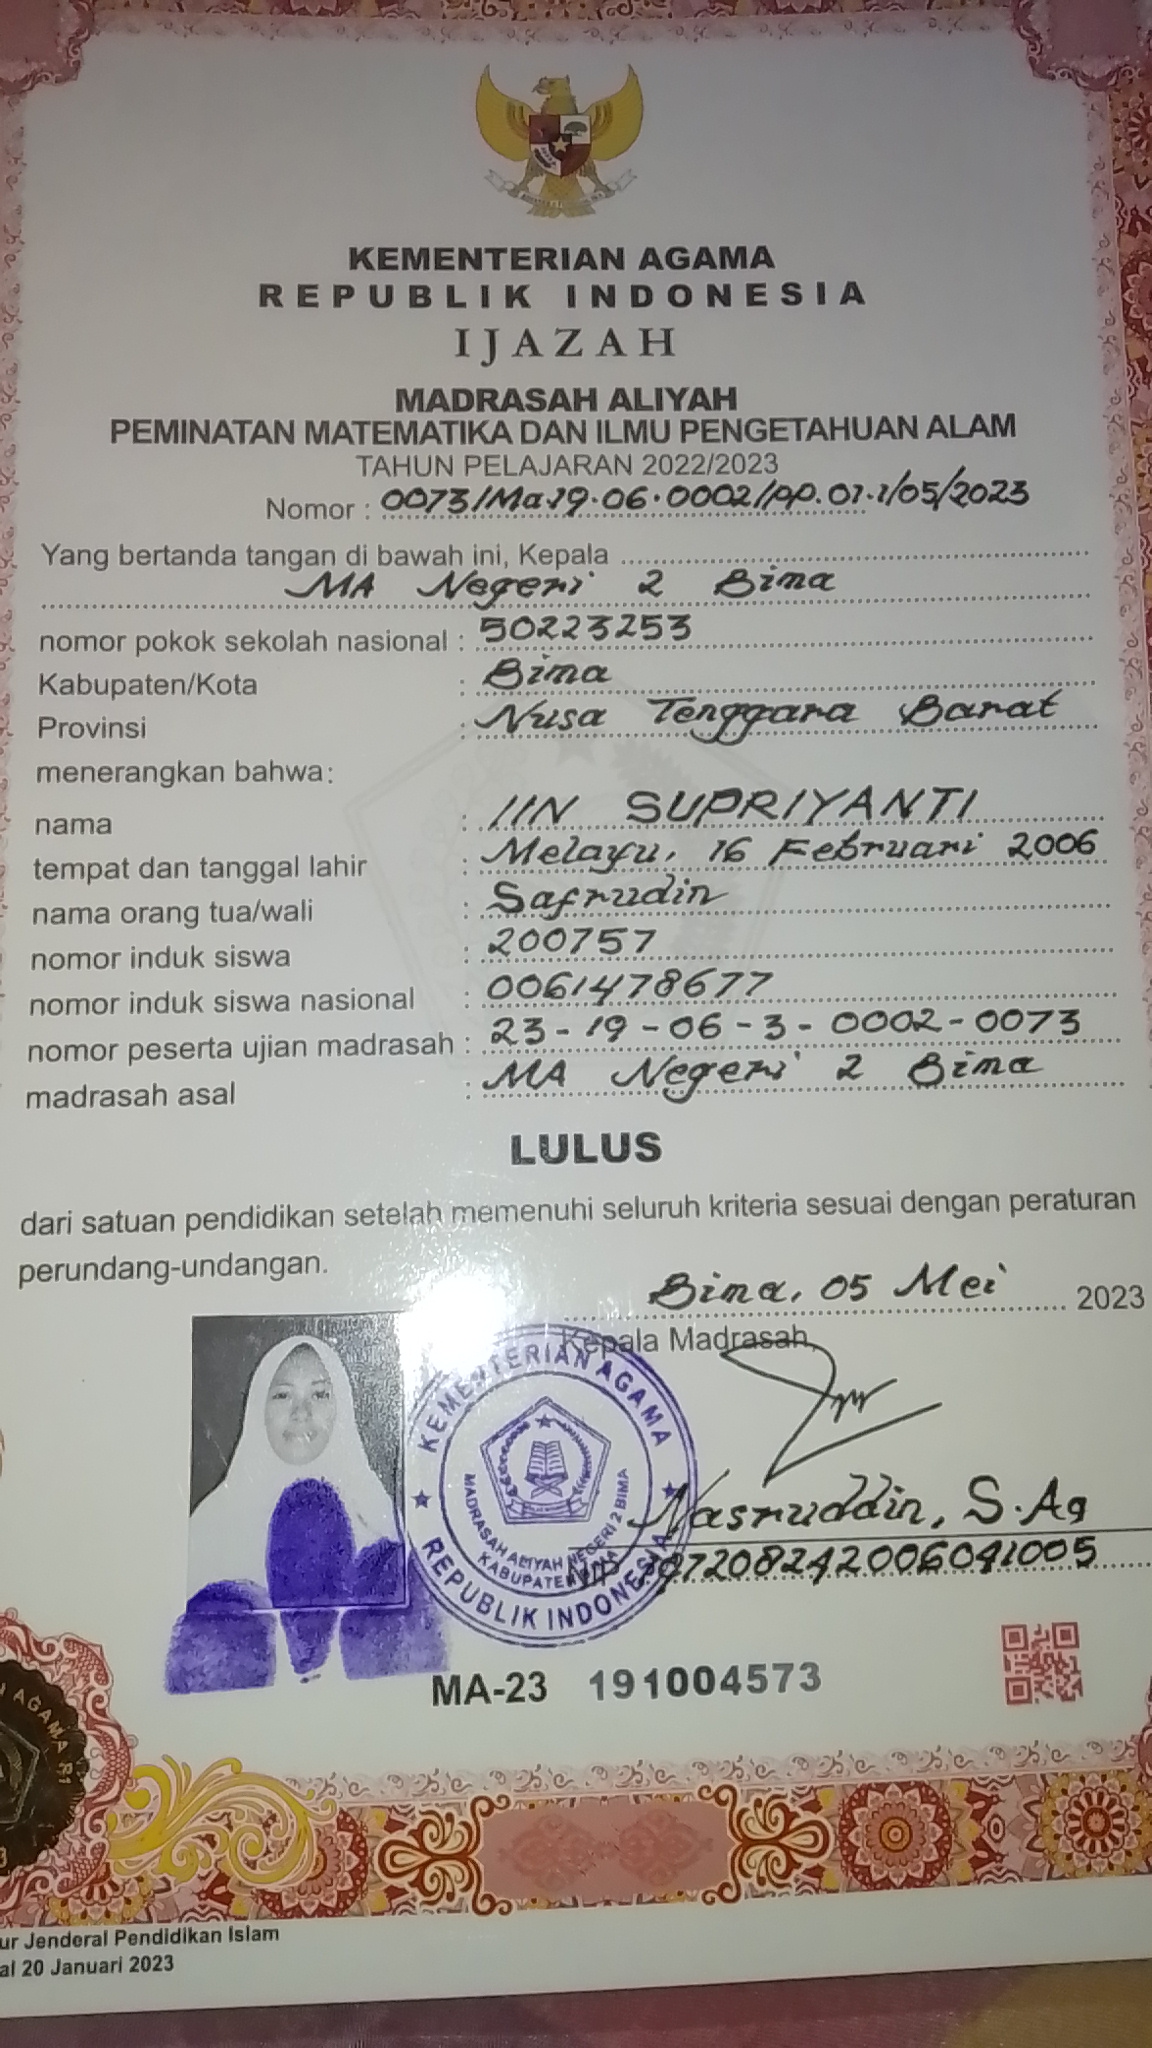 KEMENTERIAN AGAMA
REPUBLIK INDONESIA
IJAZAH
MADRASAH ALIYAH
PEMINATAN MATEMATIKA DAN ILMU PENGETAHUAN ALAM
TAHUN PELAJARAN 2022/2023
Nomor : 0073/Ma.19.06.0002/PP.01.1/05/2023
Yang bertanda tangan di bawah ini, Kepala
MA Negeri 2 Bima
nomor pokok sekolah nasional : 50223253
Kabupaten/Kota : Bima
Provinsi : Nusa Tenggara Barat
menerangkan bahwa:
nama : IIN SUPRIYANTI
tempat dan tanggal lahir : Melayu, 16 Februari 2006
nama orang tua/wali : Safrudin
nomor induk siswa : 200757
nomor induk siswa nasional : 0061478677
nomor peserta ujian madrasah : 23-19-06-3-0002-0073
madrasah asal : MA Negeri 2 Bima
LULUS
dari satuan pendidikan setelah memenuhi seluruh kriteria sesuai dengan peraturan
perundang-undangan.
Bima, 05 Mei 2023
Kepala Madrasah,
KEMENTERIAN AGAMA
MADRASAH ALIYAH NEGERI 2 BIMA
KABUPATEN BIMA
REPUBLIK INDONESIA
Nasruddin, S.Ag
NIP
MA-23 191004573
AGAMA RI
Jenderal Pendidikan Islam
20 Januari 2023